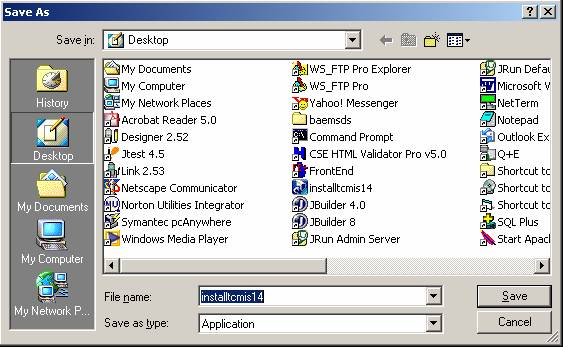 Save As
Save in: Desktop
History
Desktop
My Documents
My Computer
My Network P...
My Documents
My Computer
My Network Places
Acrobat Reader 5.0
Designer 2.52
Jtest 4.5
Link 2.53
Netscape Communicator
Norton Utilities Integrator
Symantec pcAnywhere
Windows Media Player
WS_FTP Pro Explorer
WS_FTP Pro
Yahoo! Messenger
baemsds
Command Prompt
CSE HTML Validator Pro v5.0
FrontEnd
installtcmis14
JBuilder 4.0
JBuilder 8
JRun Admin Server
JRun Defau
Microsoft W
NetTerm
Notepad
Outlook Ex
Q+E
Shortcut to
Shortcut to
Shortcut to
SQL Plus
Start Apac
File name: installtcmis14
Save
Save as type: Application
Cancel